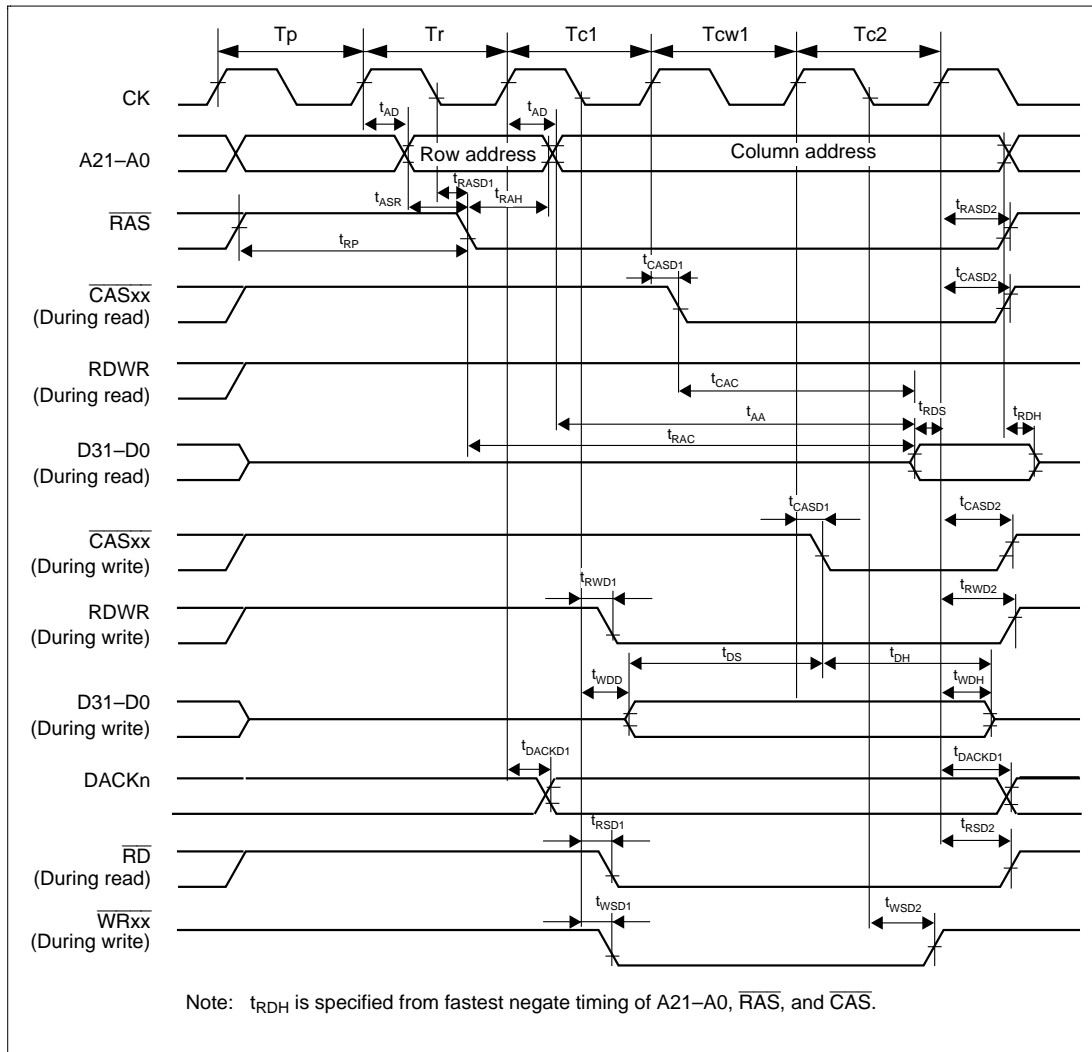 Tp Tr Tc1 Tcw1 Tc2
CK
tAD tAD
A21–A0 Row address Column address
tRASD1
tASR tRAH
RAS tRASD2
tRP
tCASD1
CASxx tCASD2
(During read)
RDWR
(During read)
tCAC
tRDS
tAA tRDH
tRAC
D31–D0
(During read)
tCASD1 tCASD2
CASxx
(During write)
tRWD1 tRWD2
RDWR
(During write)
tDS tDH
tWDD tWDH
D31–D0
(During write)
tDACKD1 tDACKD1
DACKn
tRSD1 tRSD2
RD
(During read)
tWSD1 tWSD2
WRxx
(During write)
Note: tRDH is specified from fastest negate timing of A21–A0, RAS, and CAS.